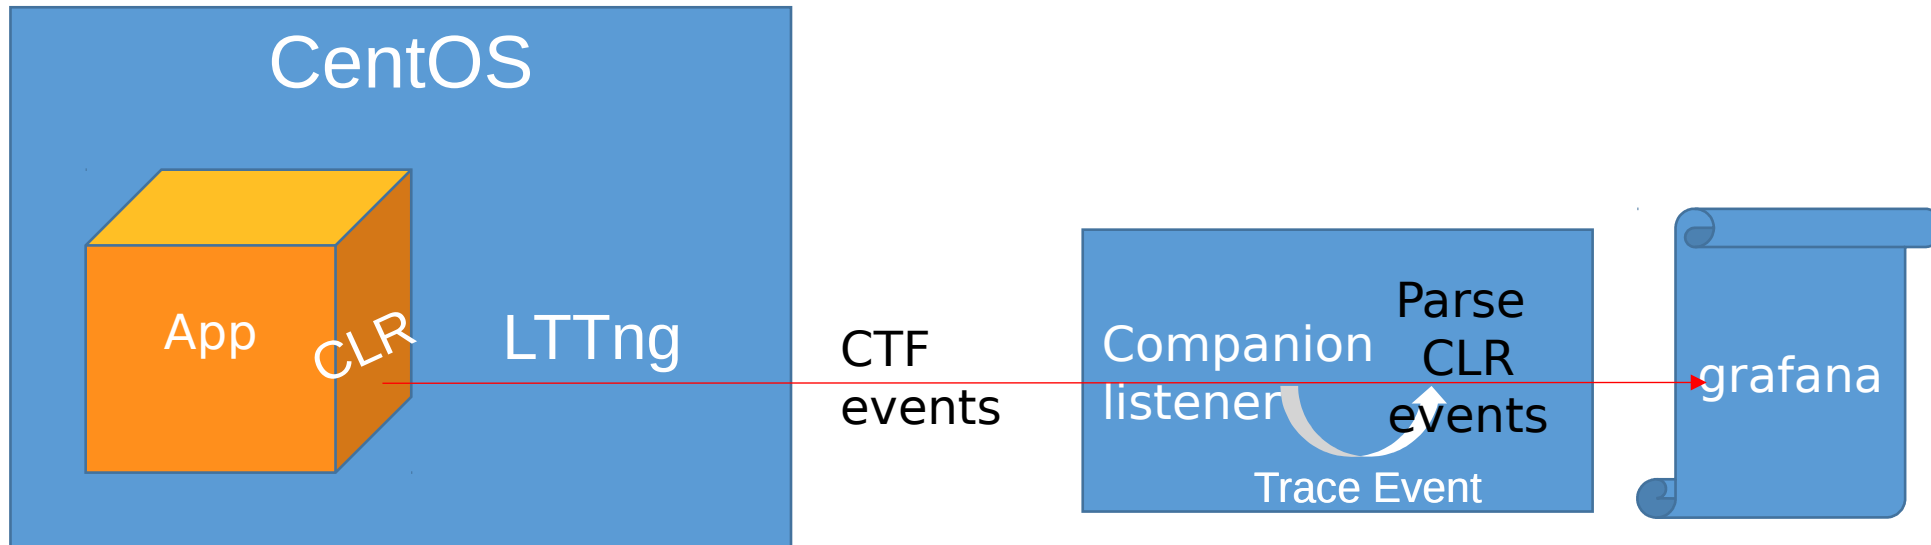 CentOS
App
CLR
LTTng
CTF
events
Companion
listener
Parse
CLR
events
Trace Event
grafana